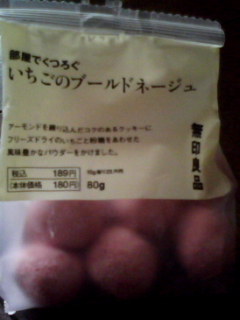 部屋でくつろぐ
いちごのブールドネージュ
アーモンドを練り込んだコクのあるクッキーに
フリーズドライのいちごと粉糖をあわせた
風味豊かなパウダーをかけました。
無印良品
税込 189円
(本体価格 180円)
80g